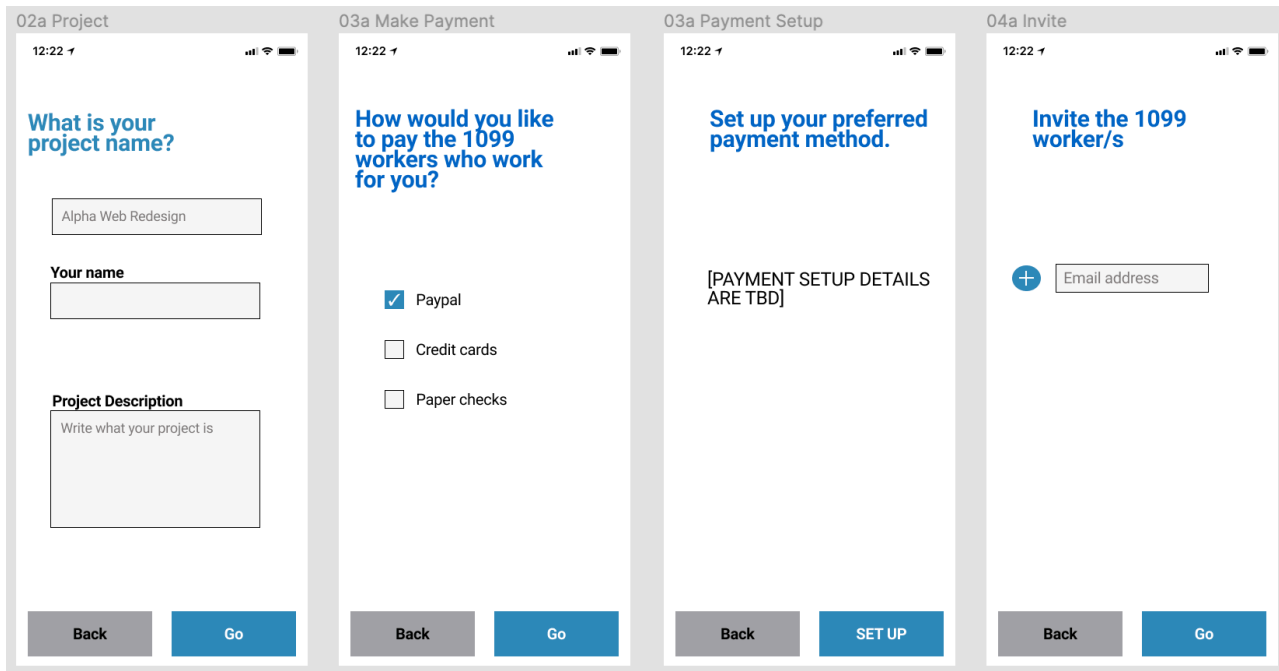 02a Project
12:22
What is your
project name?
Alpha Web Redesign
Your name
Project Description
Write what your project is
Back
Go
03a Make Payment
12:22
How would you like
to pay the 1099
workers who work
for you?
Paypal
Credit cards
Paper checks
Back
Go
03a Payment Setup
12:22
Set up your preferred
payment method.
[PAYMENT SETUP DETAILS
ARE TBD]
Back
SET UP
04a Invite
12:22
Invite the 1099
worker/s
Email address
Back
Go